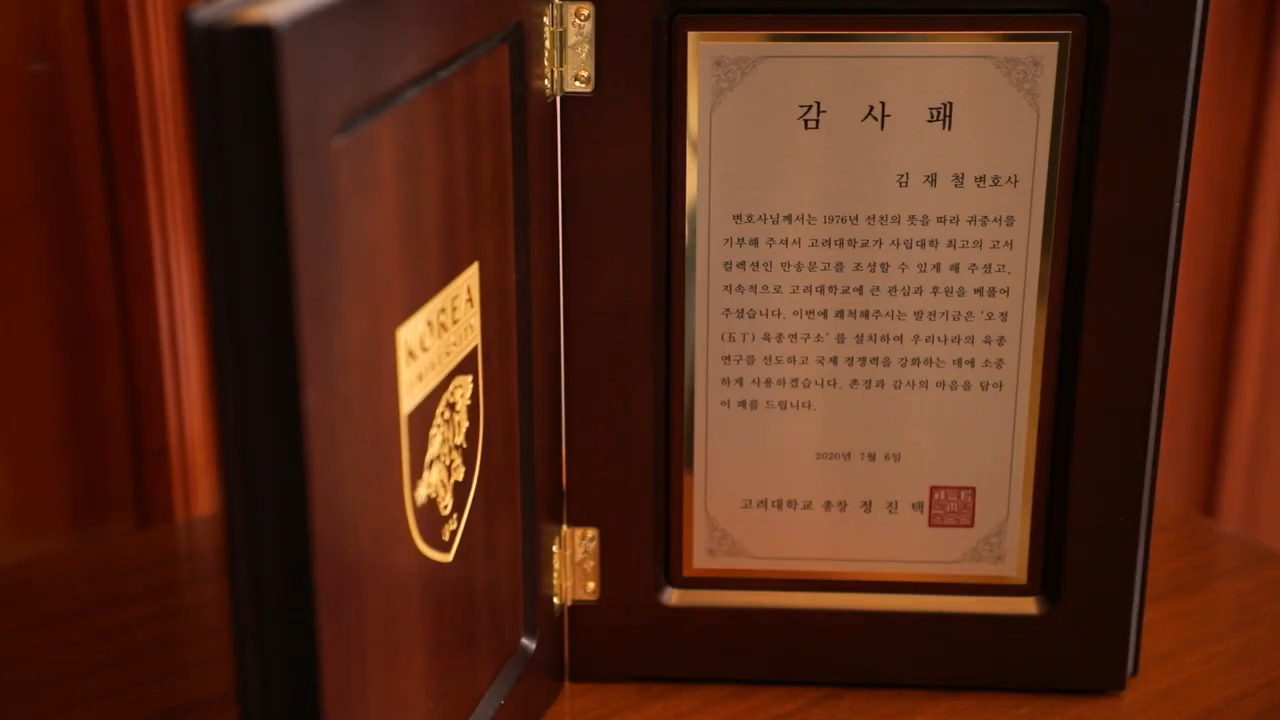 KOREA
UNIVERSITY
감 사 패
김 재 철 변호사
변호사님께서는 1976년 선친의 뜻을 따라 귀중서를
기부해 주셔서 고려대학교가 사립대학 최고의 고서
컬렉션인 만송문고를 조성할 수 있게 해 주셨고,
지속적으로 고려대학교에 큰 관심과 후원을 베풀어
주셨습니다. 이번에 쾌척해주시는 발전기금은 '오정
(五丁) 육종연구소' 를 설치하여 우리나라의 육종
연구를 선도하고 국제 경쟁력을 강화하는 데에 소중
하게 사용하겠습니다. 존경과 감사의 마음을 담아
이 패를 드립니다.
2020년 7월 6일
고려대학교 총장 정 진 택